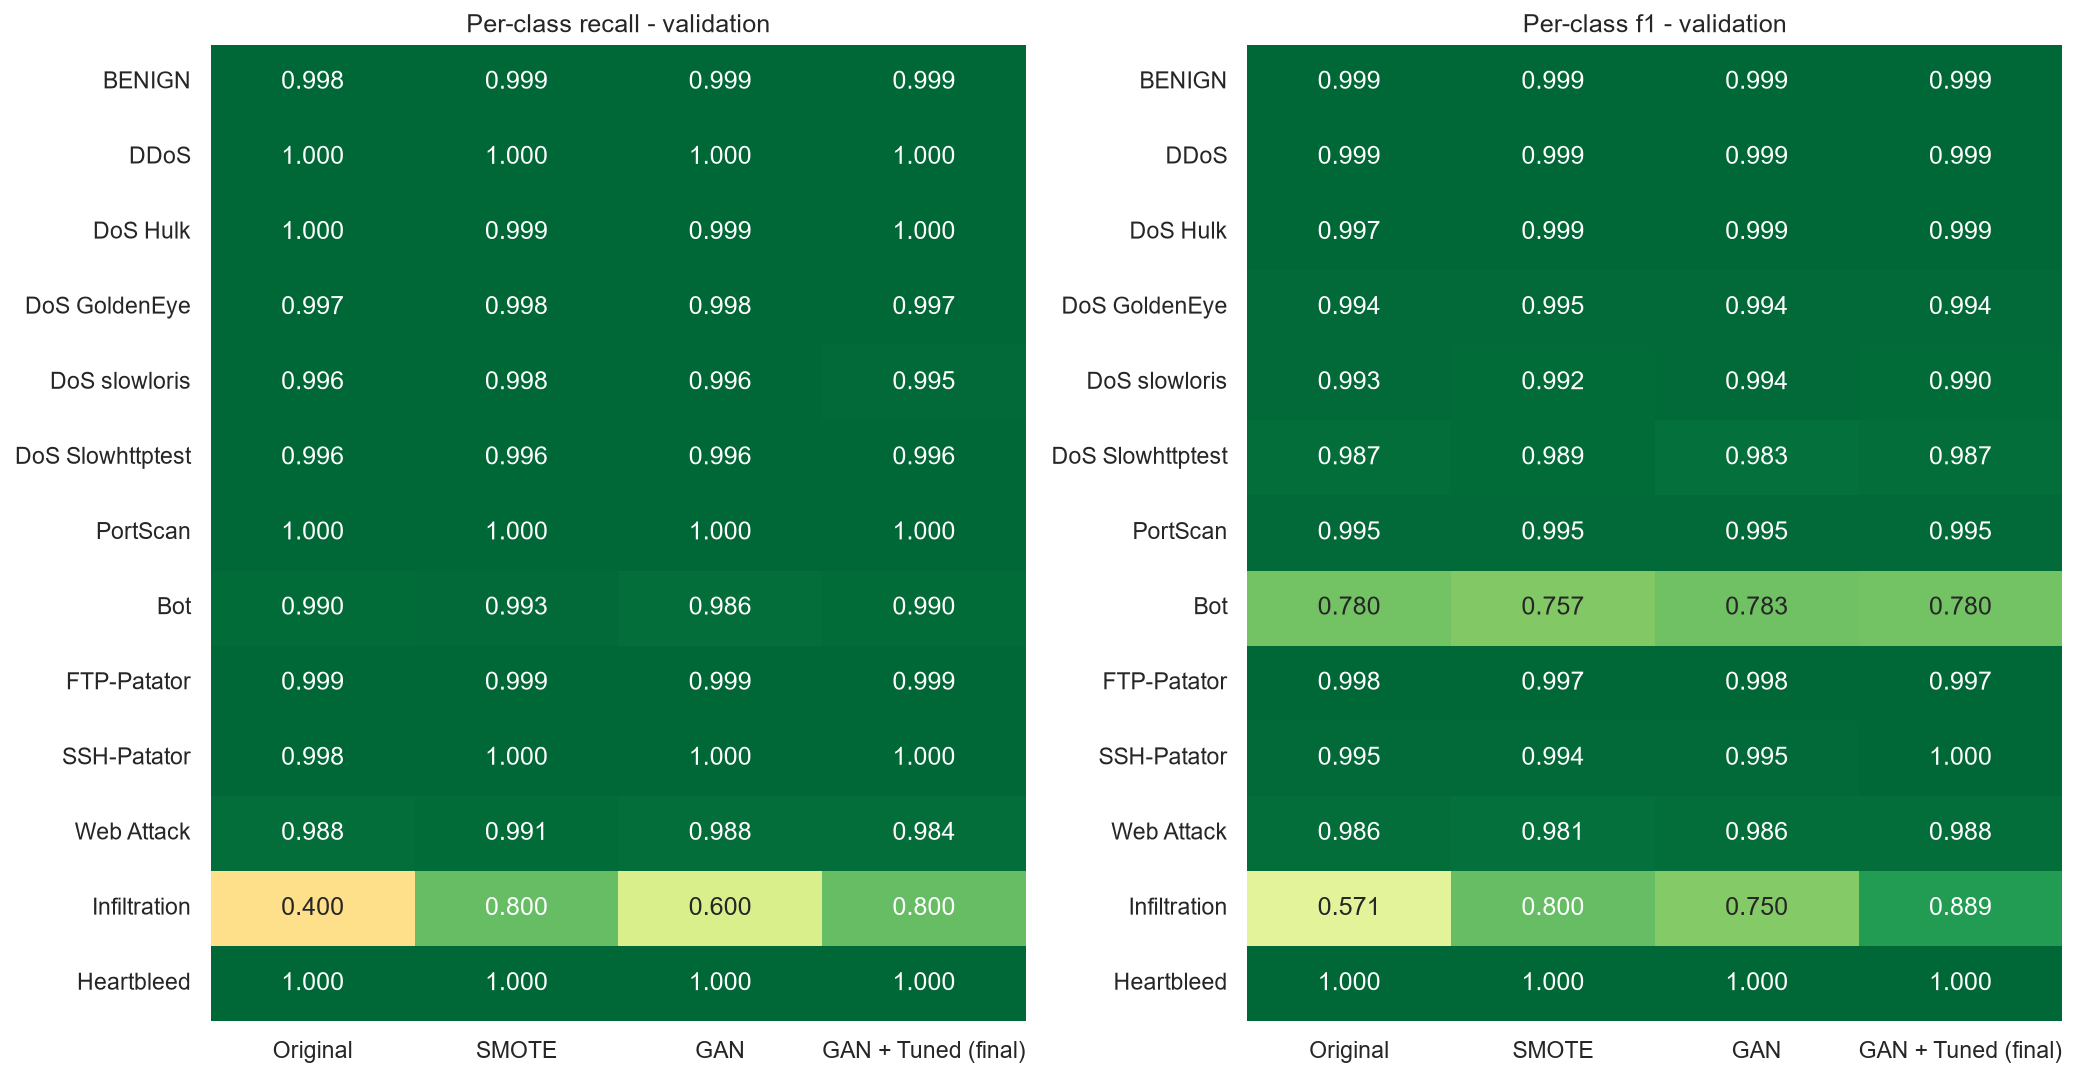 Per-class recall - validation
BENIGN 0.998 0.999 0.999 0.999
DDoS 1.000 1.000 1.000 1.000
DoS Hulk 1.000 0.999 0.999 1.000
DoS GoldenEye 0.997 0.998 0.998 0.997
DoS slowloris 0.996 0.998 0.996 0.995
DoS Slowhttptest 0.996 0.996 0.996 0.996
PortScan 1.000 1.000 1.000 1.000
Bot 0.990 0.993 0.986 0.990
FTP-Patator 0.999 0.999 0.999 0.999
SSH-Patator 0.998 1.000 1.000 1.000
Web Attack 0.988 0.991 0.988 0.984
Infiltration 0.400 0.800 0.600 0.800
Heartbleed 1.000 1.000 1.000 1.000
Original SMOTE GAN GAN + Tuned (final)
Per-class f1 - validation
BENIGN 0.999 0.999 0.999 0.999
DDoS 0.999 0.999 0.999 0.999
DoS Hulk 0.997 0.999 0.999 0.999
DoS GoldenEye 0.994 0.995 0.994 0.994
DoS slowloris 0.993 0.992 0.994 0.990
DoS Slowhttptest 0.987 0.989 0.983 0.987
PortScan 0.995 0.995 0.995 0.995
Bot 0.780 0.757 0.783 0.780
FTP-Patator 0.998 0.997 0.998 0.997
SSH-Patator 0.995 0.994 0.995 1.000
Web Attack 0.986 0.981 0.986 0.988
Infiltration 0.571 0.800 0.750 0.889
Heartbleed 1.000 1.000 1.000 1.000
Original SMOTE GAN GAN + Tuned (final)